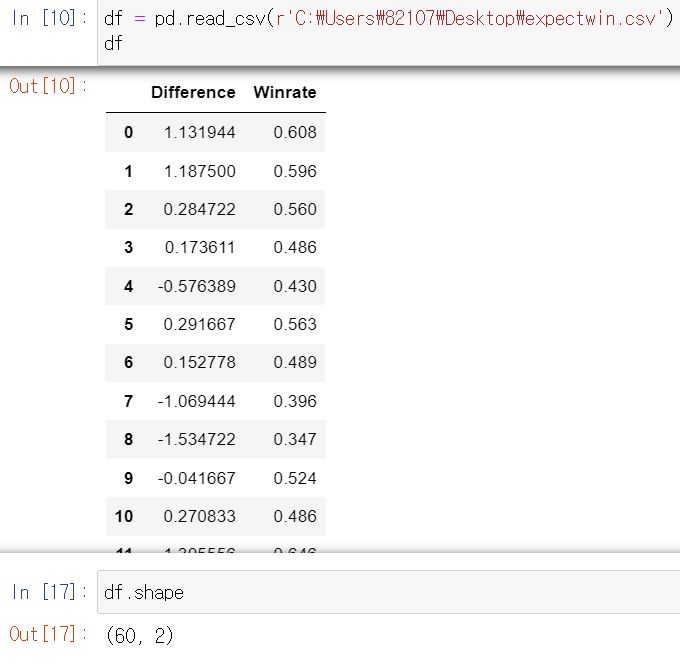 In [10]: df = pd.read_csv(r'C:₩Users₩82107₩Desktop₩expectwin.csv')
df
Out[10]:
Difference Winrate
0 1.131944 0.608
1 1.187500 0.596
2 0.284722 0.560
3 0.173611 0.486
4 -0.576389 0.430
5 0.291667 0.563
6 0.152778 0.489
7 -1.069444 0.396
8 -1.534722 0.347
9 -0.041667 0.524
10 0.270833 0.486
In [17]: df.shape
Out[17]: (60, 2)